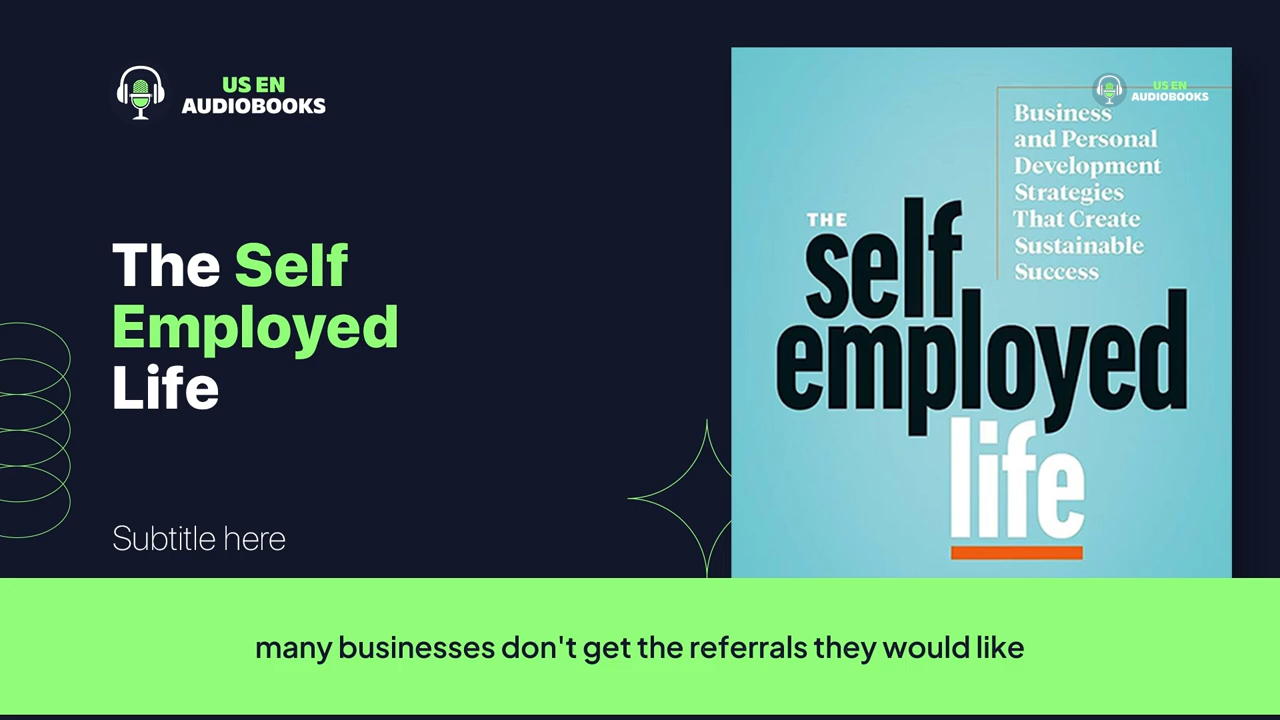 US EN
AUDIOBOOKS
The Self
Employed
Life
Subtitle here
US EN
AUDIOBOOKS
Business
and Personal
Development
Strategies
That Create
Sustainable
Success
THE
self
employed
life
many businesses don't get the referrals they would like